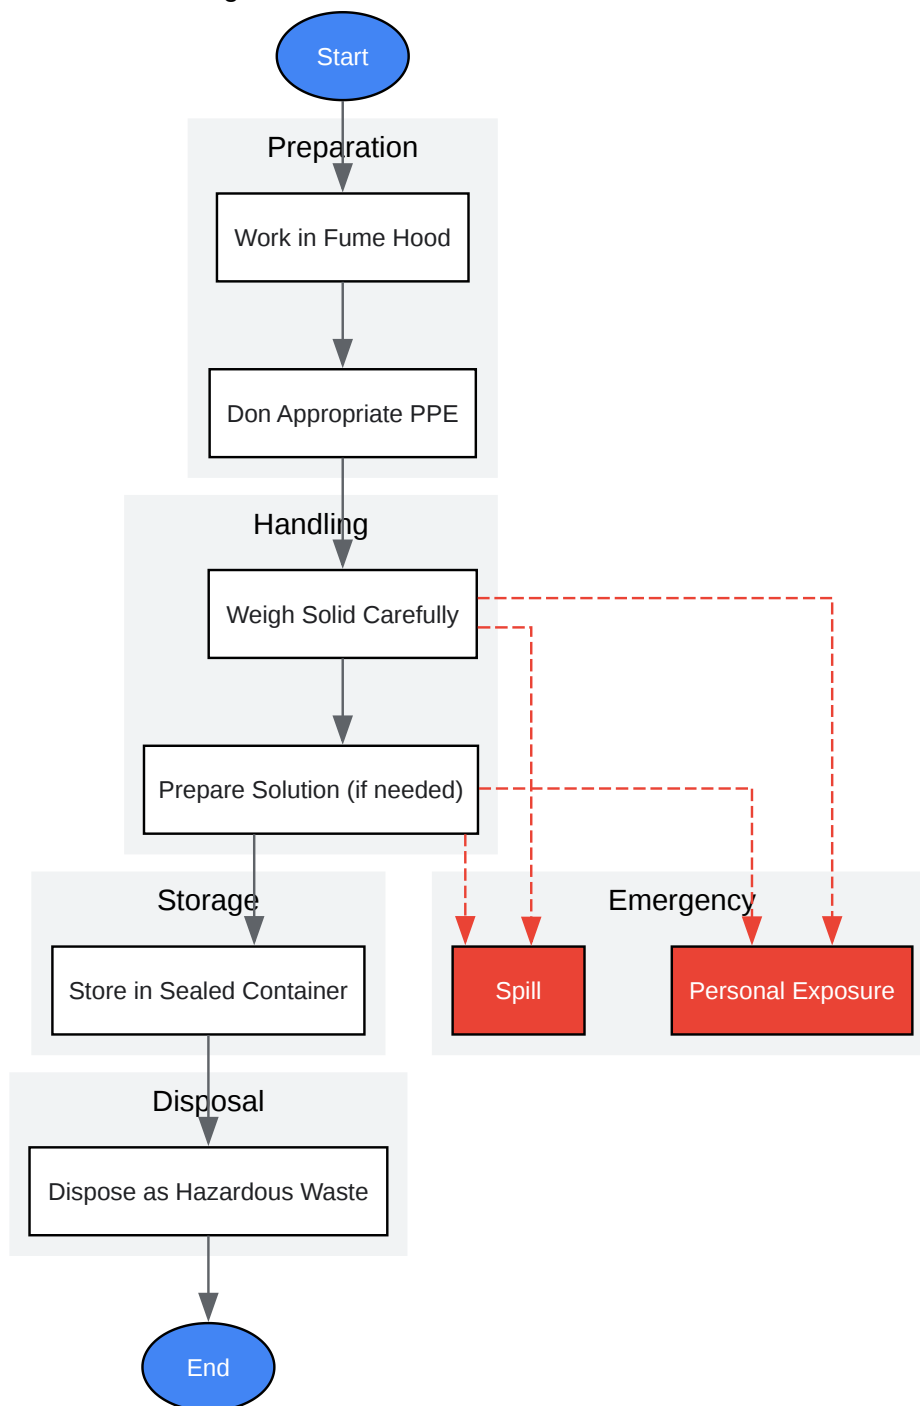 Start
Preparation
Work in Fume Hood
Don Appropriate PPE
Handling
Weigh Solid Carefully
Prepare Solution (if needed)
Storage
Emergency
Store in Sealed Container
Spill
Personal Exposure
Disposal
Dispose as Hazardous Waste
End